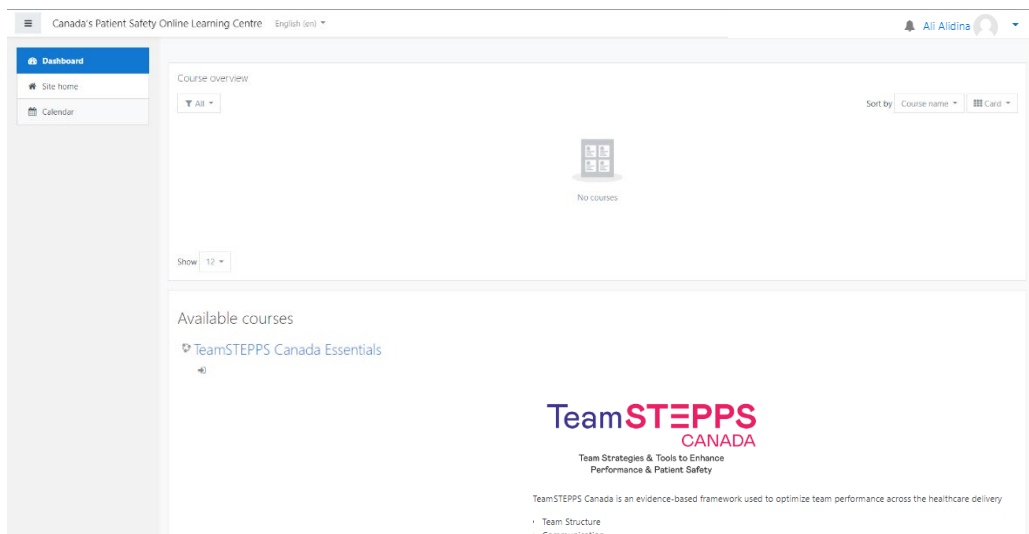 Canada's Patient Safety Online Learning Centre English (en)
Ali Alidina
Dashboard
Site home
Calendar
Course overview
All
Sort by Course name Card
No courses
Show 12
Available courses
TeamSTEPPS Canada Essentials
TeamSTEPPS
CANADA
Team Strategies & Tools to Enhance
Performance & Patient Safety
TeamSTEPPS Canada is an evidence-based framework used to optimize team performance across the healthcare delivery
Team Structure
Communication